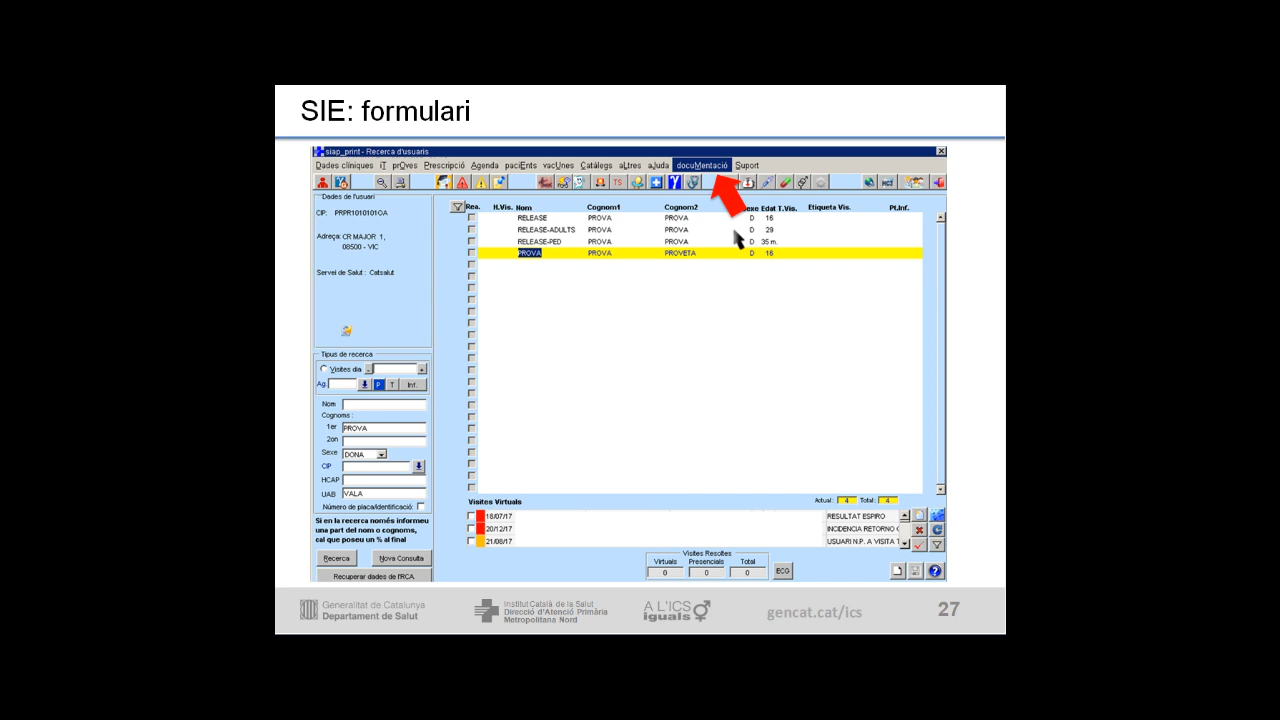 SIE: formulari
siap_print - Recerca d'usuaris
Dades clíniques iT prOves Prescripció Agenda paciEnts vacUnes Catàlegs aLtres aJuda docuMentació Suport
TS
Dades de l'usuari
CIP: PRPR1010101OA
Adreça: CR MAJOR 1,
08500 - VIC
Servei de Salut : Catsalut
Rea. H.Vis. Nom Cognom1 Cognom2 exe Edat T.Vis. Etiqueta Vis. Pt.Inf.
RELEASE PROVA PROVA D 16
RELEASE-ADULTS PROVA PROVA D 29
RELEASE-PED PROVA PROVA D 35 m.
PROVA PROVA PROVETA D 16
Tipus de recerca
Visites dia
Ag. P T Inf.
Nom
Cognoms :
1er PROVA
2on
Sexe DONA
CIP
HCAP
UAB VALA
Número de placa/identificació:
Si en la recerca només informeu
una part del nom o cognoms,
cal que poseu un % al final
Recerca Nova Consulta
Recuperar dades de l'RCA
Actual : 4 Total : 4
Visites Virtuals
18/07/17 RESULTAT ESPIRO
20/12/17 INCIDENCIA RETORNO
21/08/17 USUARI N.P. A VISITA
Visites Resoltes
Virtuals Presencials Total
0 0 0 ECG
Generalitat de Catalunya
Departament de Salut
Institut Català de la Salut
Direcció d'Atenció Primària
Metropolitana Nord
A L'ICS
iguals
gencat.cat/ics
27